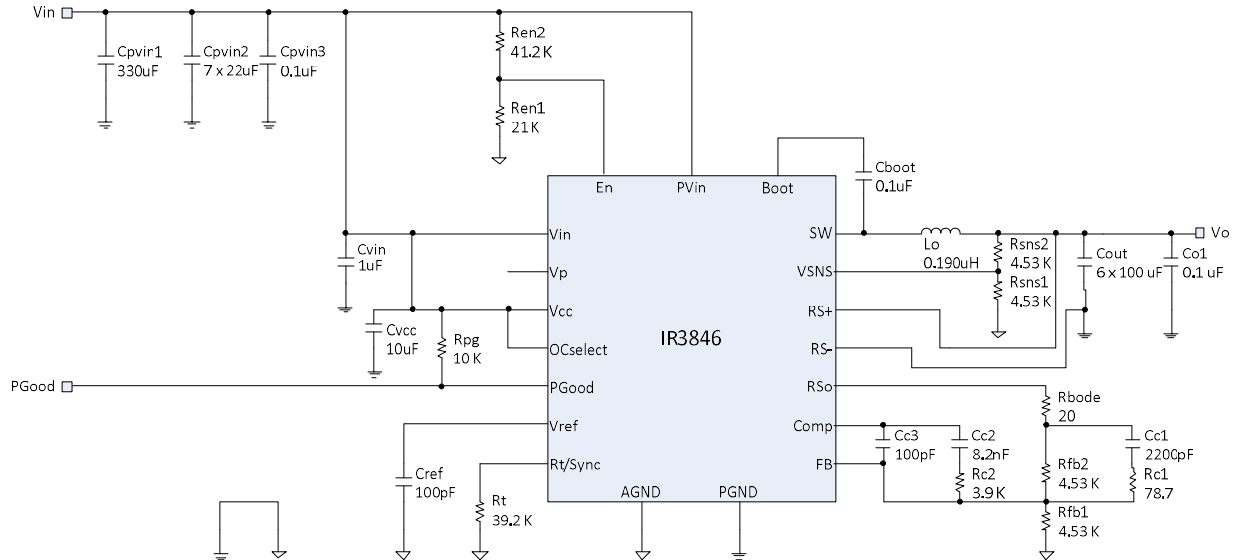 Vin
Cpvin1
330uF
Cpvin2
7 x 22uF
Cpvin3
0.1uF
Ren2
41.2 K
Ren1
21 K
Cboot
0.1uF
En
PVin
Boot
Vin
Vp
Vcc
OCselect
PGood
Vref
Rt/Sync
AGND
PGND
IR3846
SW
VSNS
RS+
RS-
RSo
Comp
FB
Cvin
1uF
Cvcc
10uF
Rpg
10 K
PGood
Cref
100pF
Rt
39.2 K
Lo
0.190uH
Rsns2
4.53 K
Rsns1
4.53 K
Cout
6 x 100 uF
Vo
Co1
0.1 uF
Rbode
20
Cc3
100pF
Cc2
8.2nF
Rc2
3.9 K
Rfb2
4.53 K
Cc1
2200pF
Rc1
78.7
Rfb1
4.53 K